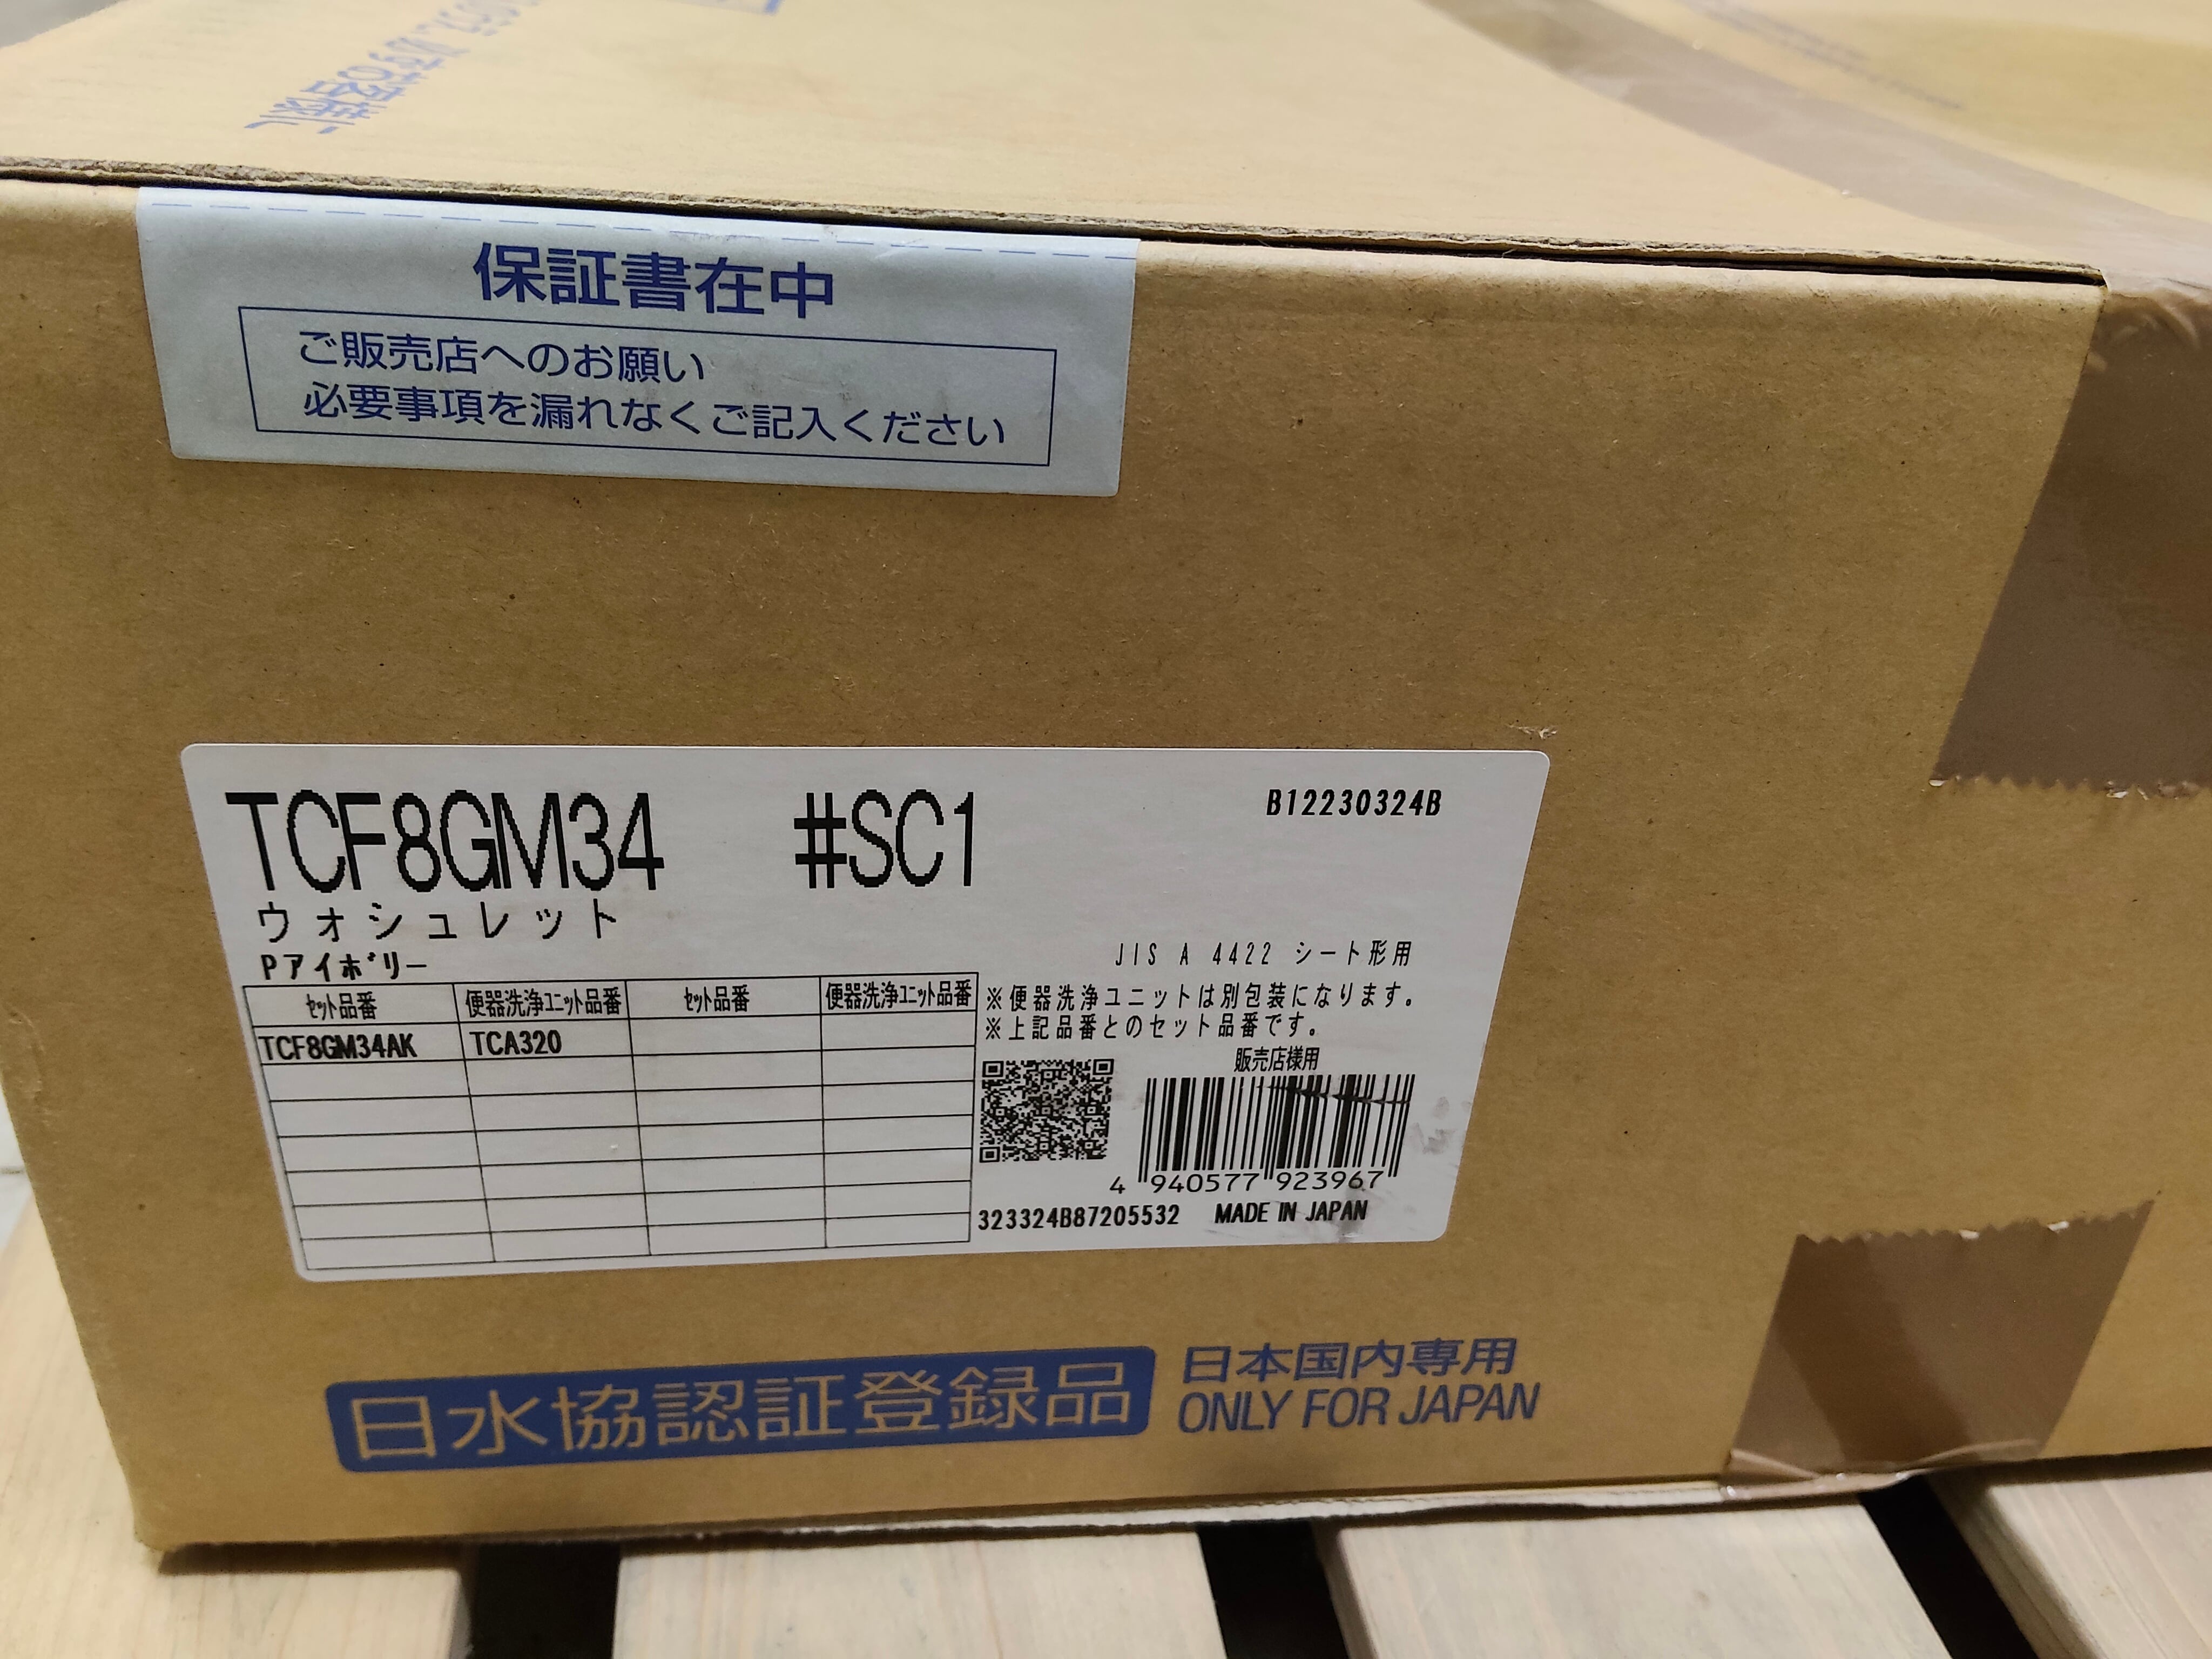 保証書在中
ご販売店へのお願い
必要事項を漏れなくご記入ください
TCF8GM34 #SC1
B12230324B
ウォシュレット
Pアイボリー
JIS A 4422 シート形用
セット品番 便器洗浄ユニット品番 セット品番 便器洗浄ユニット品番
TCF8GM34AK TCA320
※便器洗浄ユニットは別包装になります。
※上記品番とのセット品番です。
販売店様用
4 940577 923967
323324B87205532 MADE IN JAPAN
日水協認証登録品
日本国内専用
ONLY FOR JAPAN